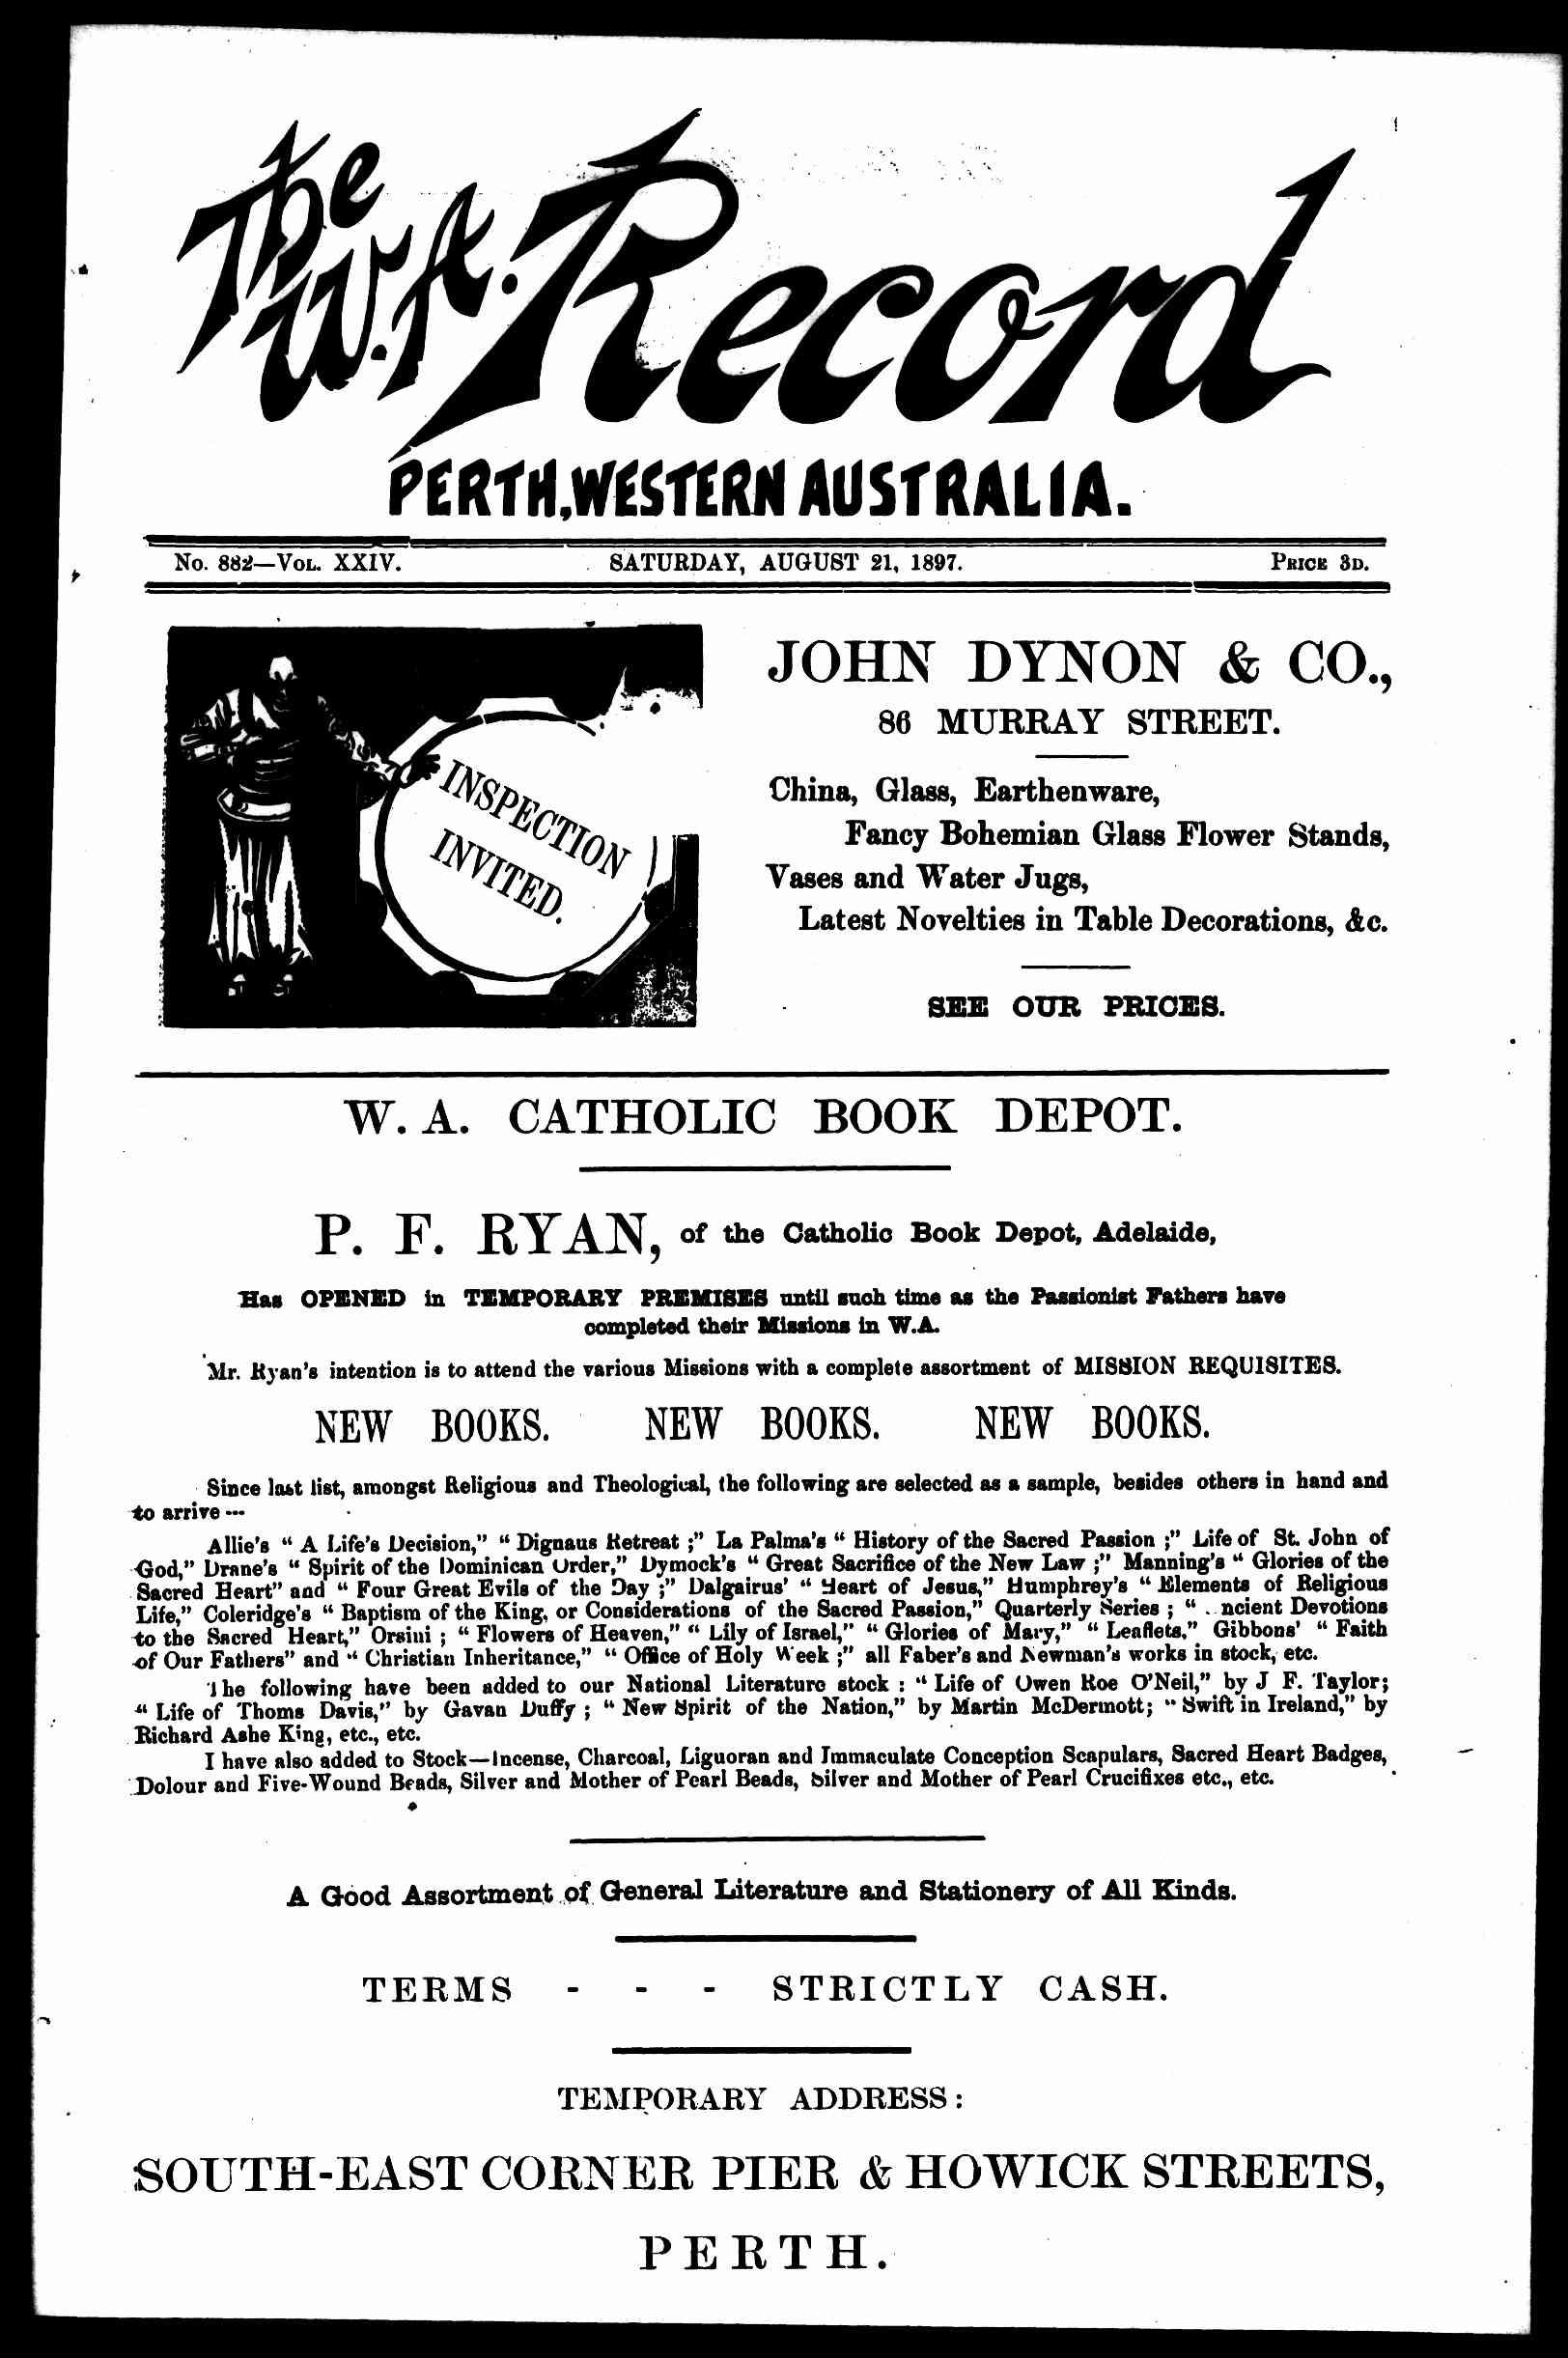 The
W.A. Record
PERTH, WESTERN AUSTRALIA.
No. 882—VOL. XXIV. SATURDAY, AUGUST 21, 1897. PRICE 3D.
INSPECTION
INVITED.
JOHN DYNON & CO.,
86 MURRAY STREET.
China, Glass, Earthenware,
Fancy Bohemian Glass Flower Stands,
Vases and Water Jugs,
Latest Novelties in Table Decorations, &c.
SEE OUR PRICES.
W. A. CATHOLIC BOOK DEPOT.
P. F. RYAN, of the Catholic Book Depot, Adelaide,
Has OPENED in TEMPORARY PREMISES until such time as the Passionist Fathers have
completed their Missions in W.A.
Mr. Ryan's intention is to attend the various Missions with a complete assortment of MISSION REQUISITES.
NEW BOOKS. NEW BOOKS. NEW BOOKS.
Since last list, amongst Religious and Theological, the following are selected as a sample, besides others in hand and
to arrive —
Allie's “ A Life's Decision,” “ Dignaus Retreat ;” La Palma's “ History of the Sacred Passion ;” Life of St. John of
God,” Drane's “ Spirit of the Dominican Order,” Dymock's “ Great Sacrifice of the New Law ;” Manning's “ Glories of the
Sacred Heart” and “ Four Great Evils of the Day ;” Dalgairus' “ Heart of Jesus,” Humphrey's “ Elements of Religious
Life,” Coleridge's “ Baptism of the King, or Considerations of the Sacred Passion,” Quarterly Series ; “ ncient Devotions
to the Sacred Heart,” Orsini ; “ Flowers of Heaven,” “ Lily of Israel,” “ Glories of Mary,” “ Leaflets,” Gibbons' “ Faith
of Our Fathers” and “ Christian Inheritance,” “ Office of Holy Week ;” all Faber's and Newman's works in stock, etc.
The following have been added to our National Literature stock : “ Life of Owen Roe O'Neil,” by J F. Taylor;
“ Life of Thoms Davis,” by Gavan Duffy ; “ New Spirit of the Nation,” by Martin McDermott; “ Swift in Ireland,” by
Richard Ashe King, etc., etc.
I have also added to Stock—Incense, Charcoal, Liguoran and Immaculate Conception Scapulars, Sacred Heart Badges,
Dolour and Five-Wound Beads, Silver and Mother of Pearl Beads, Silver and Mother of Pearl Crucifixes etc., etc.
A Good Assortment of General Literature and Stationery of All Kinds.
TERMS - - - STRICTLY CASH.
TEMPORARY ADDRESS :
SOUTH-EAST CORNER PIER & HOWICK STREETS,
PERTH.